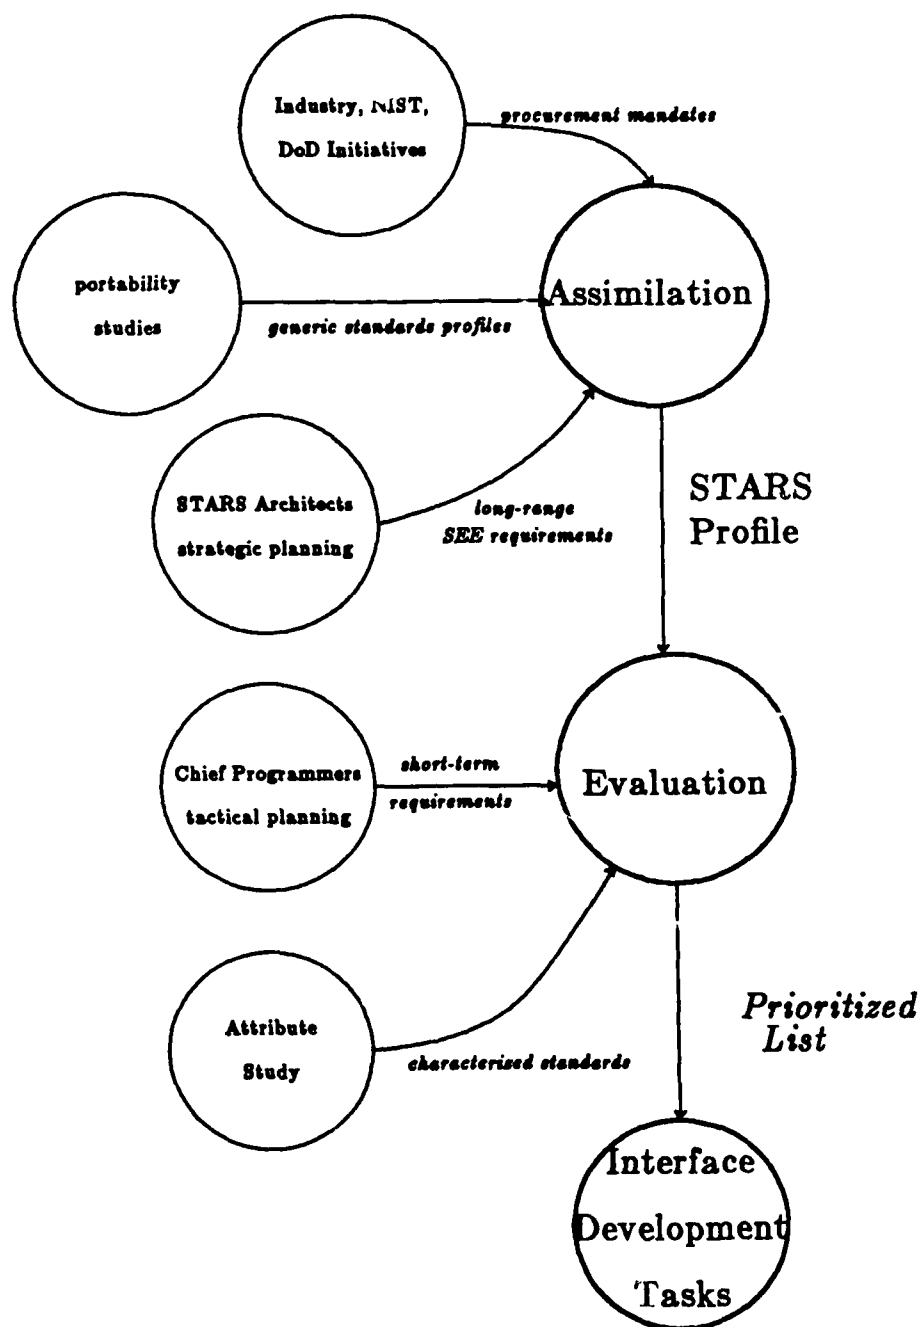 Industry, NIST,
DoD Initiatives
procurement mandates
portability
studies
generic standards profiles
Assimilation
STARS Architects
strategic planning
long-range
SEE requirements
STARS
Profile
Chief Programmers
tactical planning
short-term
requirements
Evaluation
Attribute
Study
characterised standards
Prioritized
List
Interface
Development
Tasks